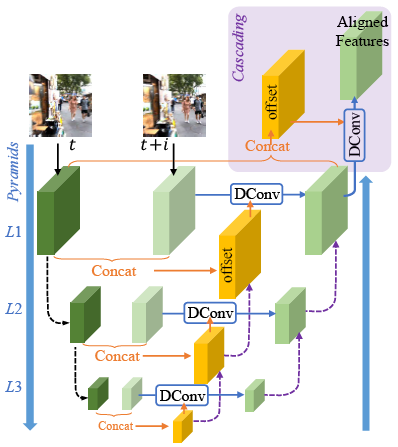 Cascading
Aligned
Features
offset
Concat
DConv
t
t+i
Pyramids
L1
DConv
offset
Concat
L2
DConv
Concat
L3
DConv
Concat